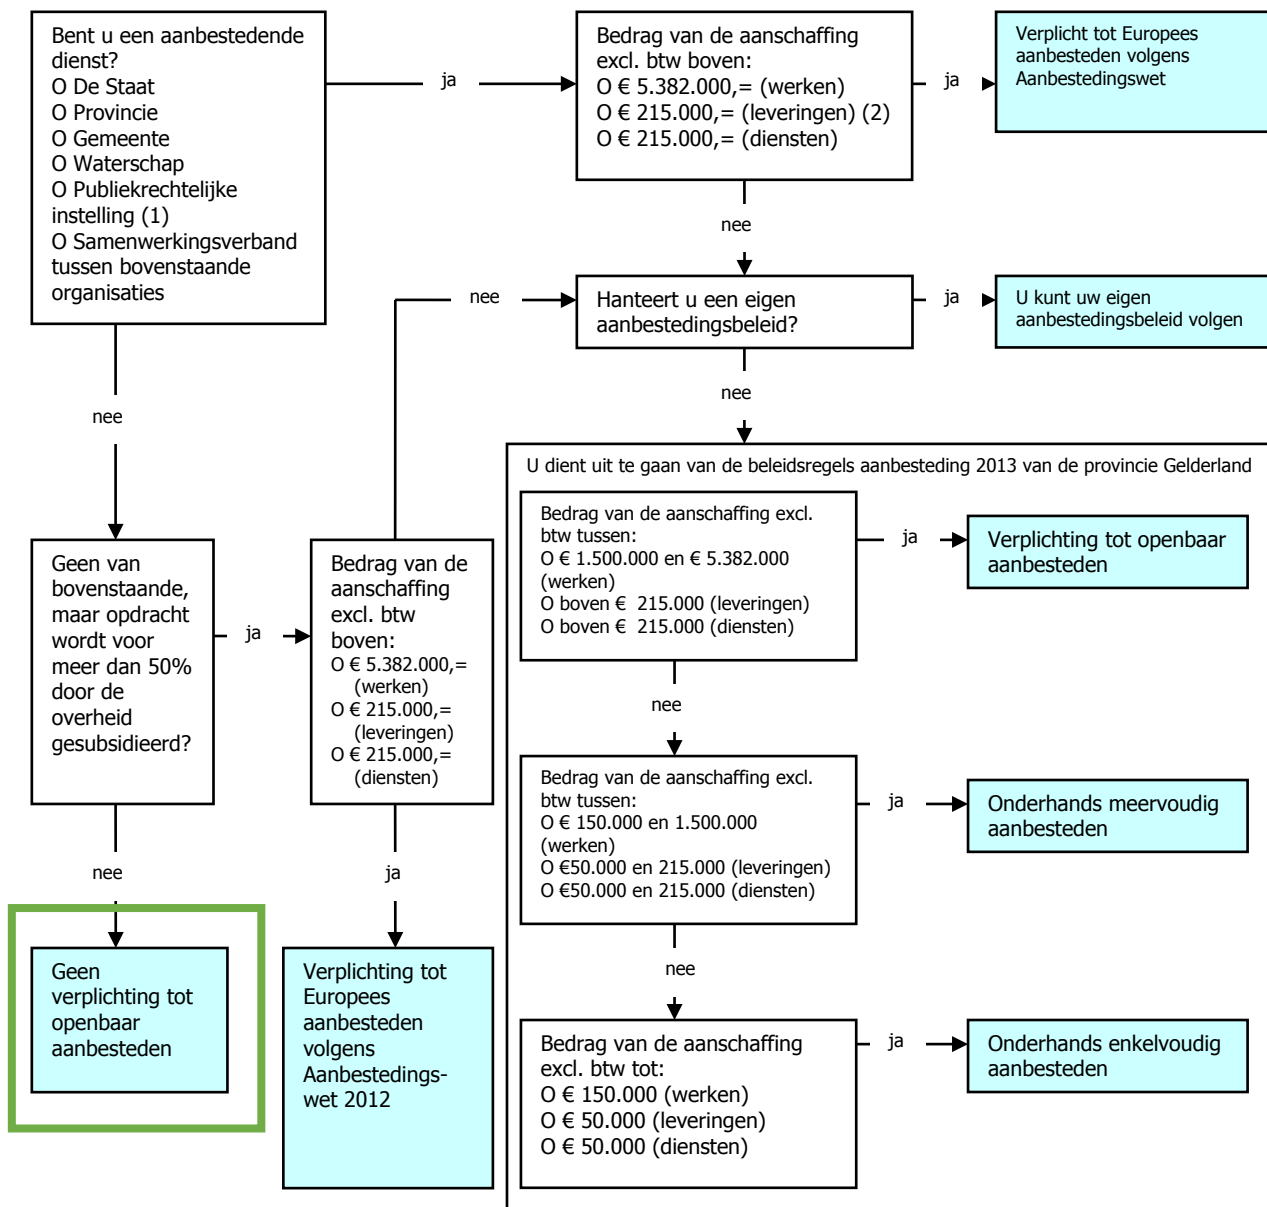 Bent u een aanbestedende
dienst?
O De Staat
O Provincie
O Gemeente
O Waterschap
O Publiekrechtelijke
instelling (1)
O Samenwerkingsverband
tussen bovenstaande
organisaties
ja
Bedrag van de aanschaffing
excl. btw boven:
O € 5.382.000,= (werken)
O € 215.000,= (leveringen) (2)
O € 215.000,= (diensten)
ja
Verplicht tot Europees
aanbesteden volgens
Aanbestedingswet
nee
nee
Hanteert u een eigen
aanbestedingsbeleid?
ja
U kunt uw eigen
aanbestedingsbeleid volgen
nee
nee
U dient uit te gaan van de beleidsregels aanbesteding 2013 van de provincie Gelderland
Geen van
bovenstaande,
maar opdracht
wordt voor
meer dan 50%
door de
overheid
gesubsidieerd?
ja
Bedrag van de
aanschaffing
excl. btw
boven:
O € 5.382.000,=
(werken)
O € 215.000,=
(leveringen)
O € 215.000,=
(diensten)
Bedrag van de aanschaffing excl.
btw tussen:
O € 1.500.000 en € 5.382.000
(werken)
O boven €  215.000 (leveringen)
O boven €  215.000 (diensten)
ja
Verplichting tot openbaar
aanbesteden
nee
Bedrag van de aanschaffing excl.
btw tussen:
O € 150.000 en 1.500.000
(werken)
O €50.000 en 215.000 (leveringen)
O €50.000 en 215.000 (diensten)
ja
Onderhands meervoudig
aanbesteden
nee
ja
nee
Geen
verplichting tot
openbaar
aanbesteden
Verplichting tot
Europees
aanbesteden
volgens
Aanbestedings-
wet 2012
Bedrag van de aanschaffing
excl. btw tot:
O € 150.000 (werken)
O € 50.000 (leveringen)
O € 50.000 (diensten)
ja
Onderhands enkelvoudig
aanbesteden